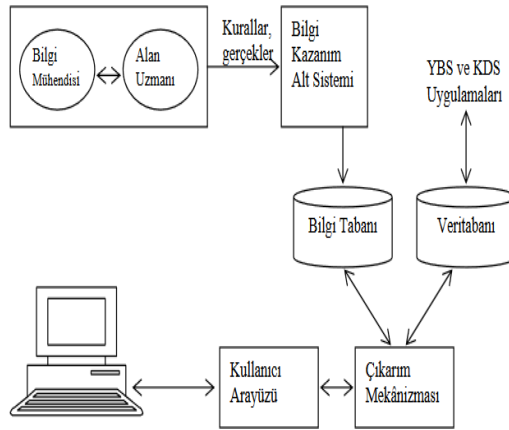 Bilgi
Mühendisi
Alan
Uzmanı
Kurallar,
gerçekler
Bilgi
Kazanım
Alt Sistemi
YBS ve KDS
Uygulamaları
Bilgi Tabanı
Veritabanı
Kullanıcı
Arayüzü
Çıkarım
Mekânizması